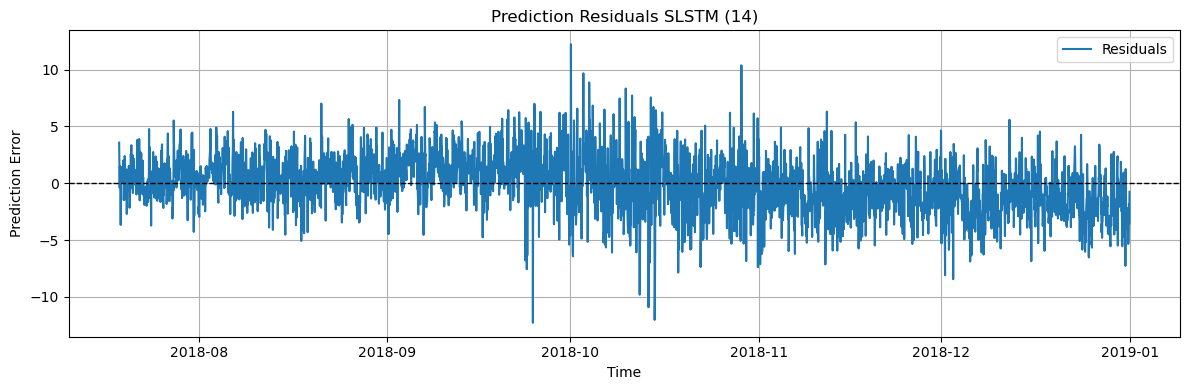 Prediction Residuals SLSTM (14)
Residuals
Prediction Error
10
5
0
−5
−10
2018-08 2018-09 2018-10 2018-11 2018-12 2019-01
Time